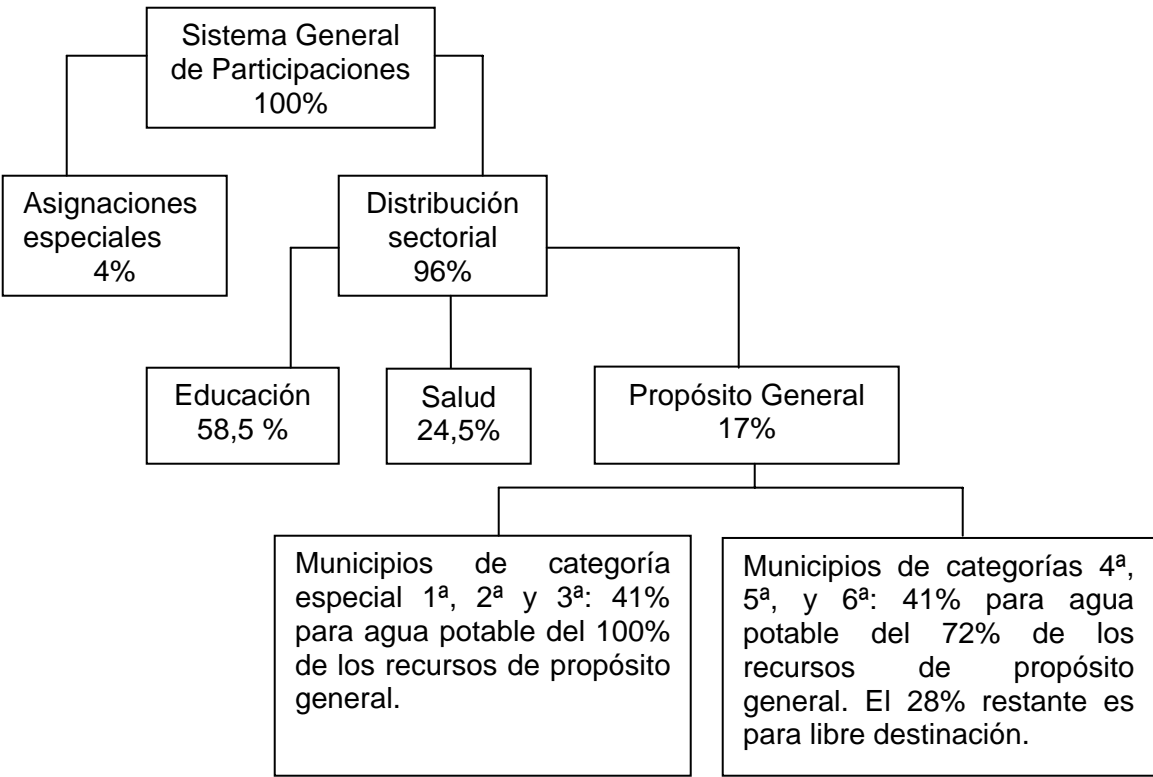 Sistema General
de Participaciones
100%
Asignaciones
especiales
4%
Distribución
sectorial
96%
Educación
58,5 %
Salud
24,5%
Propósito General
17%
Municipios de categoría
especial 1ª, 2ª y 3ª: 41%
para agua potable del 100%
de los recursos de propósito
general.
Municipios de categorías 4ª,
5ª, y 6ª: 41% para agua
potable del 72% de los
recursos de propósito
general. El 28% restante es
para libre destinación.